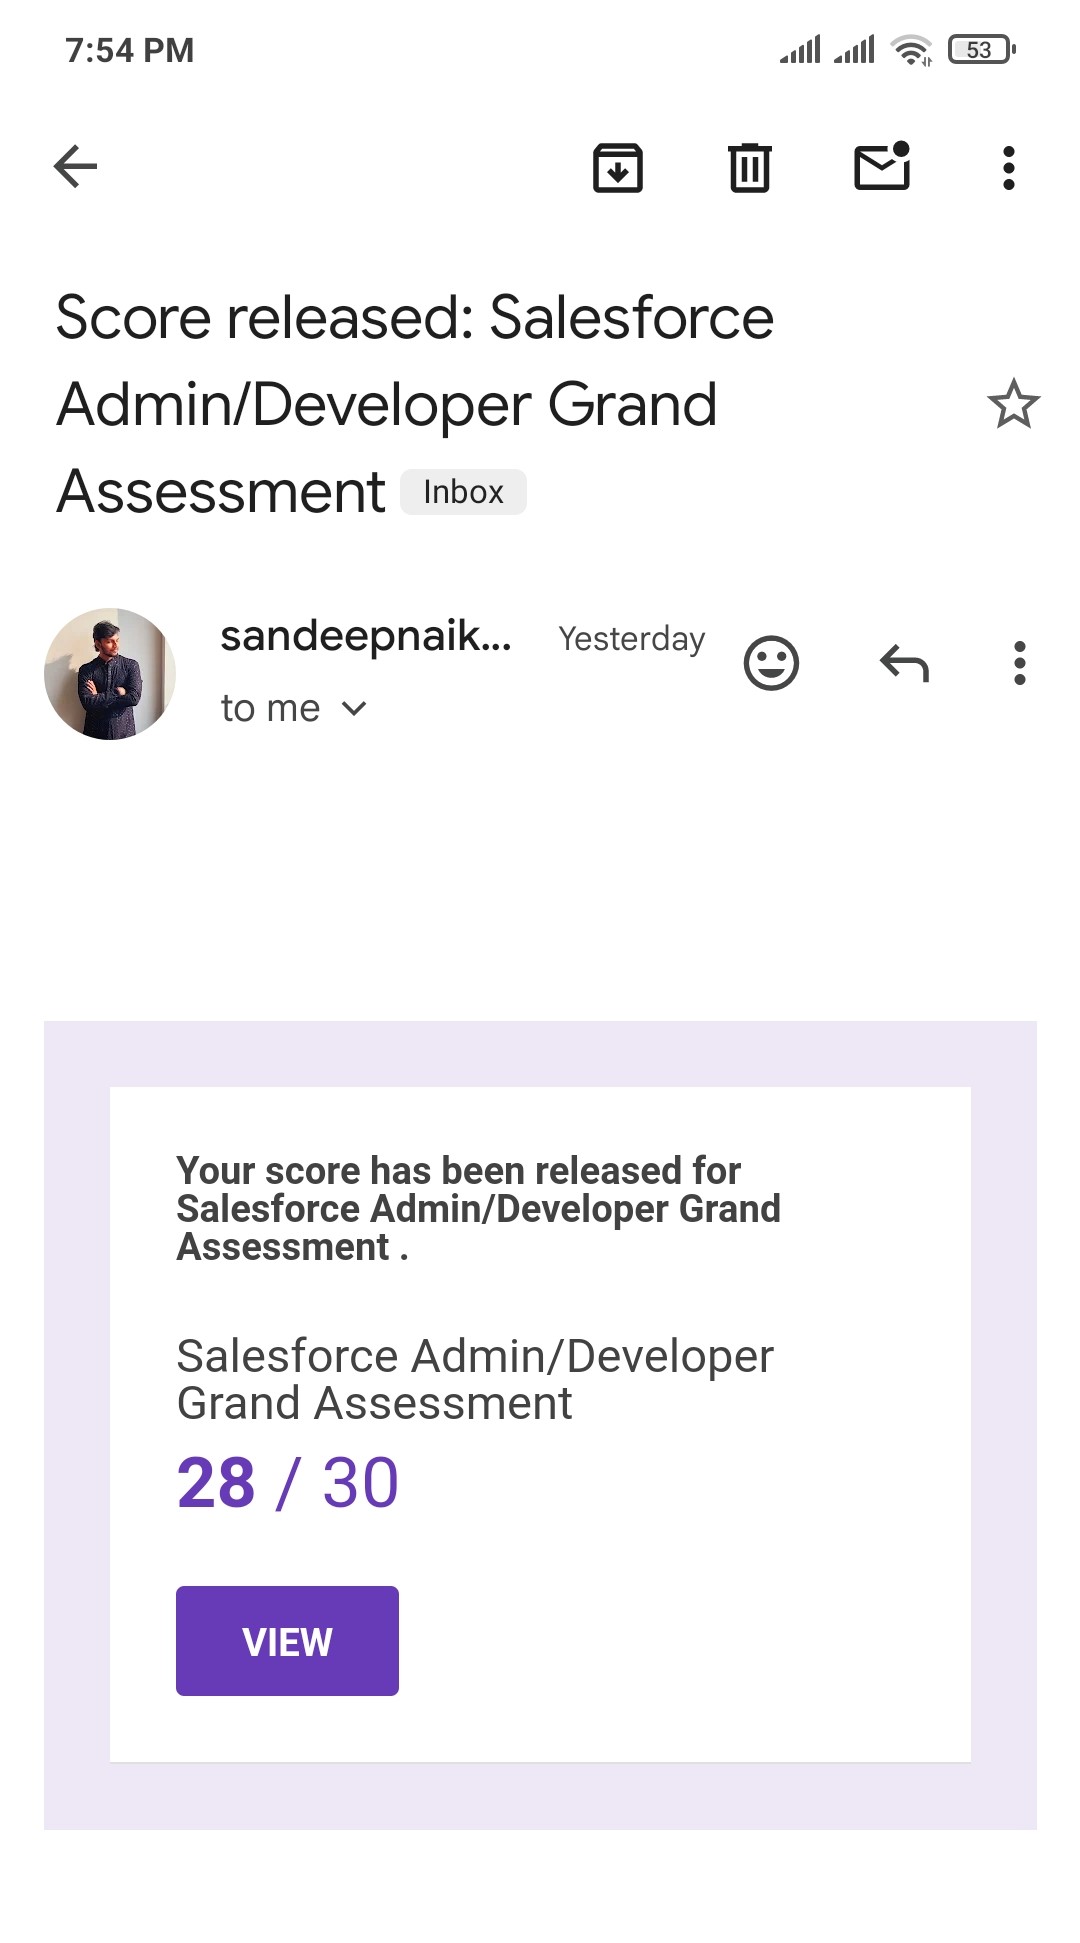 7:54 PM
53
Score released: Salesforce
Admin/Developer Grand
Assessment Inbox
sandeepnaik... Yesterday
to me
Your score has been released for
Salesforce Admin/Developer Grand
Assessment .
Salesforce Admin/Developer
Grand Assessment
28 / 30
VIEW